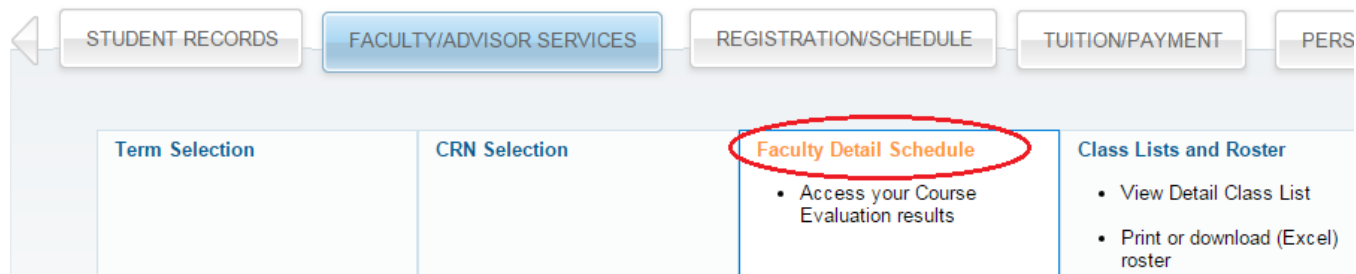 STUDENT RECORDS
FACULTY/ADVISOR SERVICES
REGISTRATION/SCHEDULE
TUITION/PAYMENT
PERS
Term Selection
CRN Selection
Faculty Detail Schedule
• Access your Course
Evaluation results
Class Lists and Roster
• View Detail Class List
• Print or download (Excel)
roster